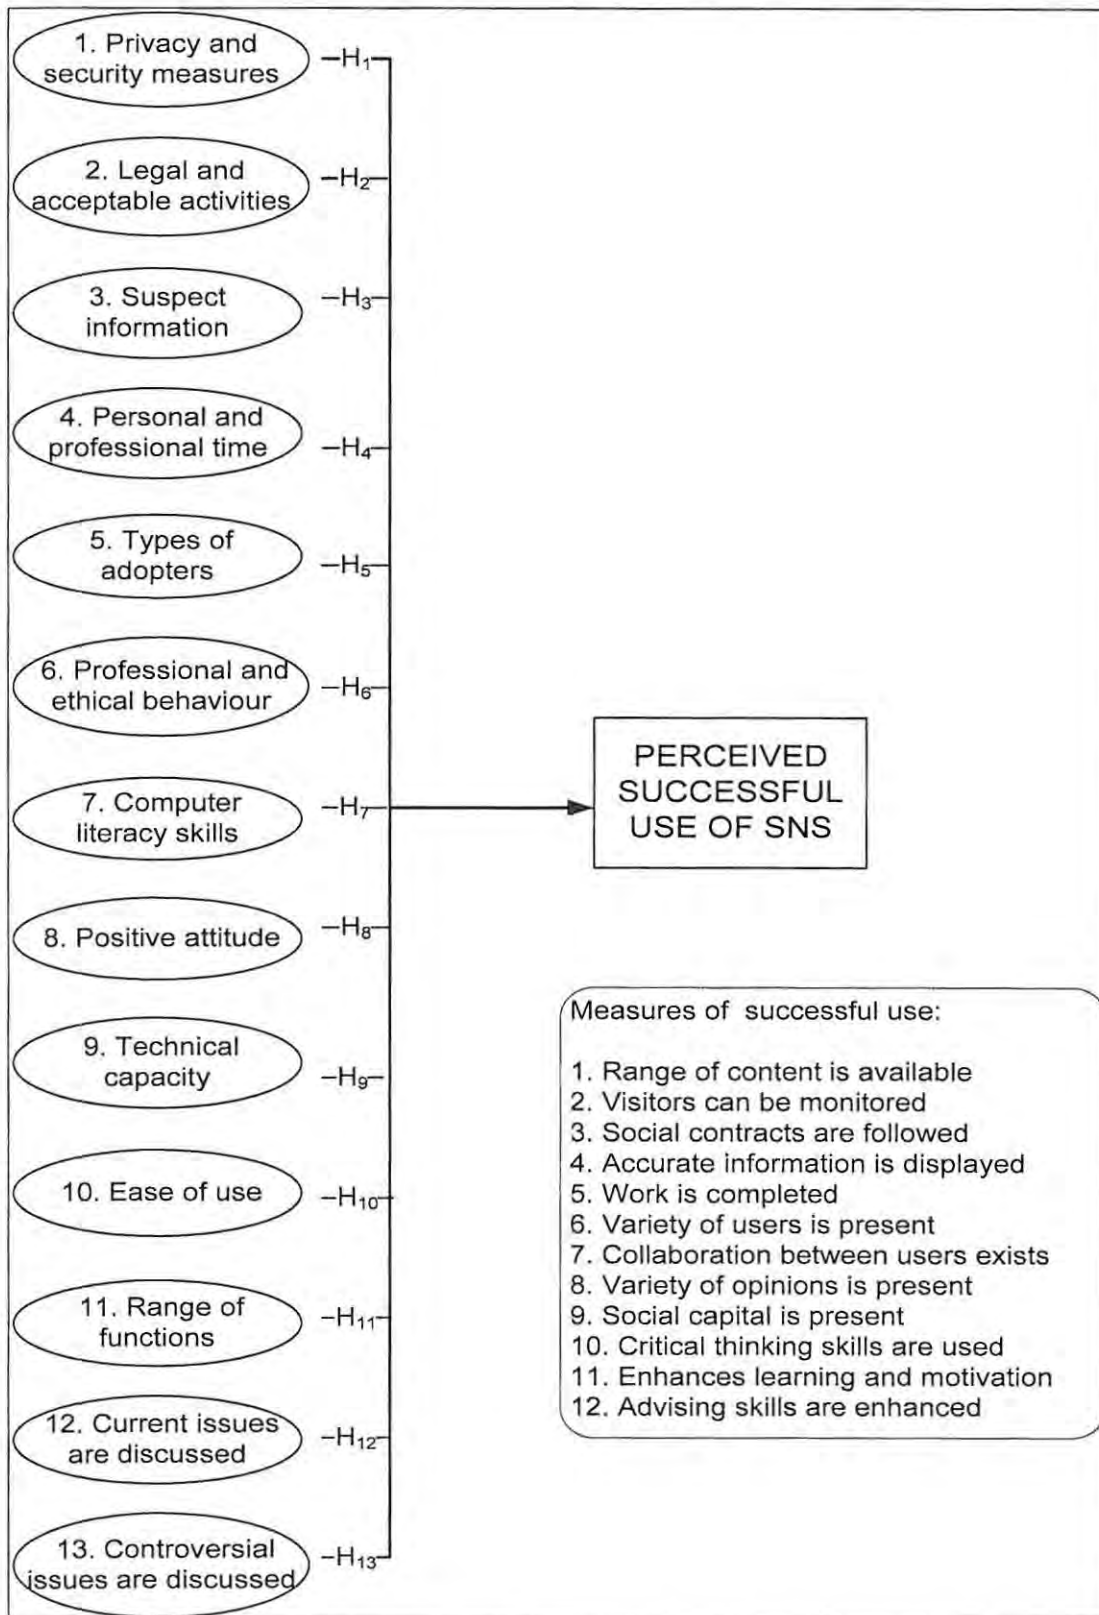 1. Privacy and
security measures
–H₁–
2. Legal and
acceptable activities
–H₂–
3. Suspect
information
–H₃–
4. Personal and
professional time
–H₄–
5. Types of
adopters
–H₅–
6. Professional and
ethical behaviour
–H₆–
7. Computer
literacy skills
–H₇–
8. Positive attitude
–H₈–
9. Technical
capacity
–H₉–
10. Ease of use
–H₁₀–
11. Range of
functions
–H₁₁–
12. Current issues
are discussed
–H₁₂–
13. Controversial
issues are discussed
–H₁₃–
PERCEIVED
SUCCESSFUL
USE OF SNS
Measures of successful use:
1. Range of content is available
2. Visitors can be monitored
3. Social contracts are followed
4. Accurate information is displayed
5. Work is completed
6. Variety of users is present
7. Collaboration between users exists
8. Variety of opinions is present
9. Social capital is present
10. Critical thinking skills are used
11. Enhances learning and motivation
12. Advising skills are enhanced